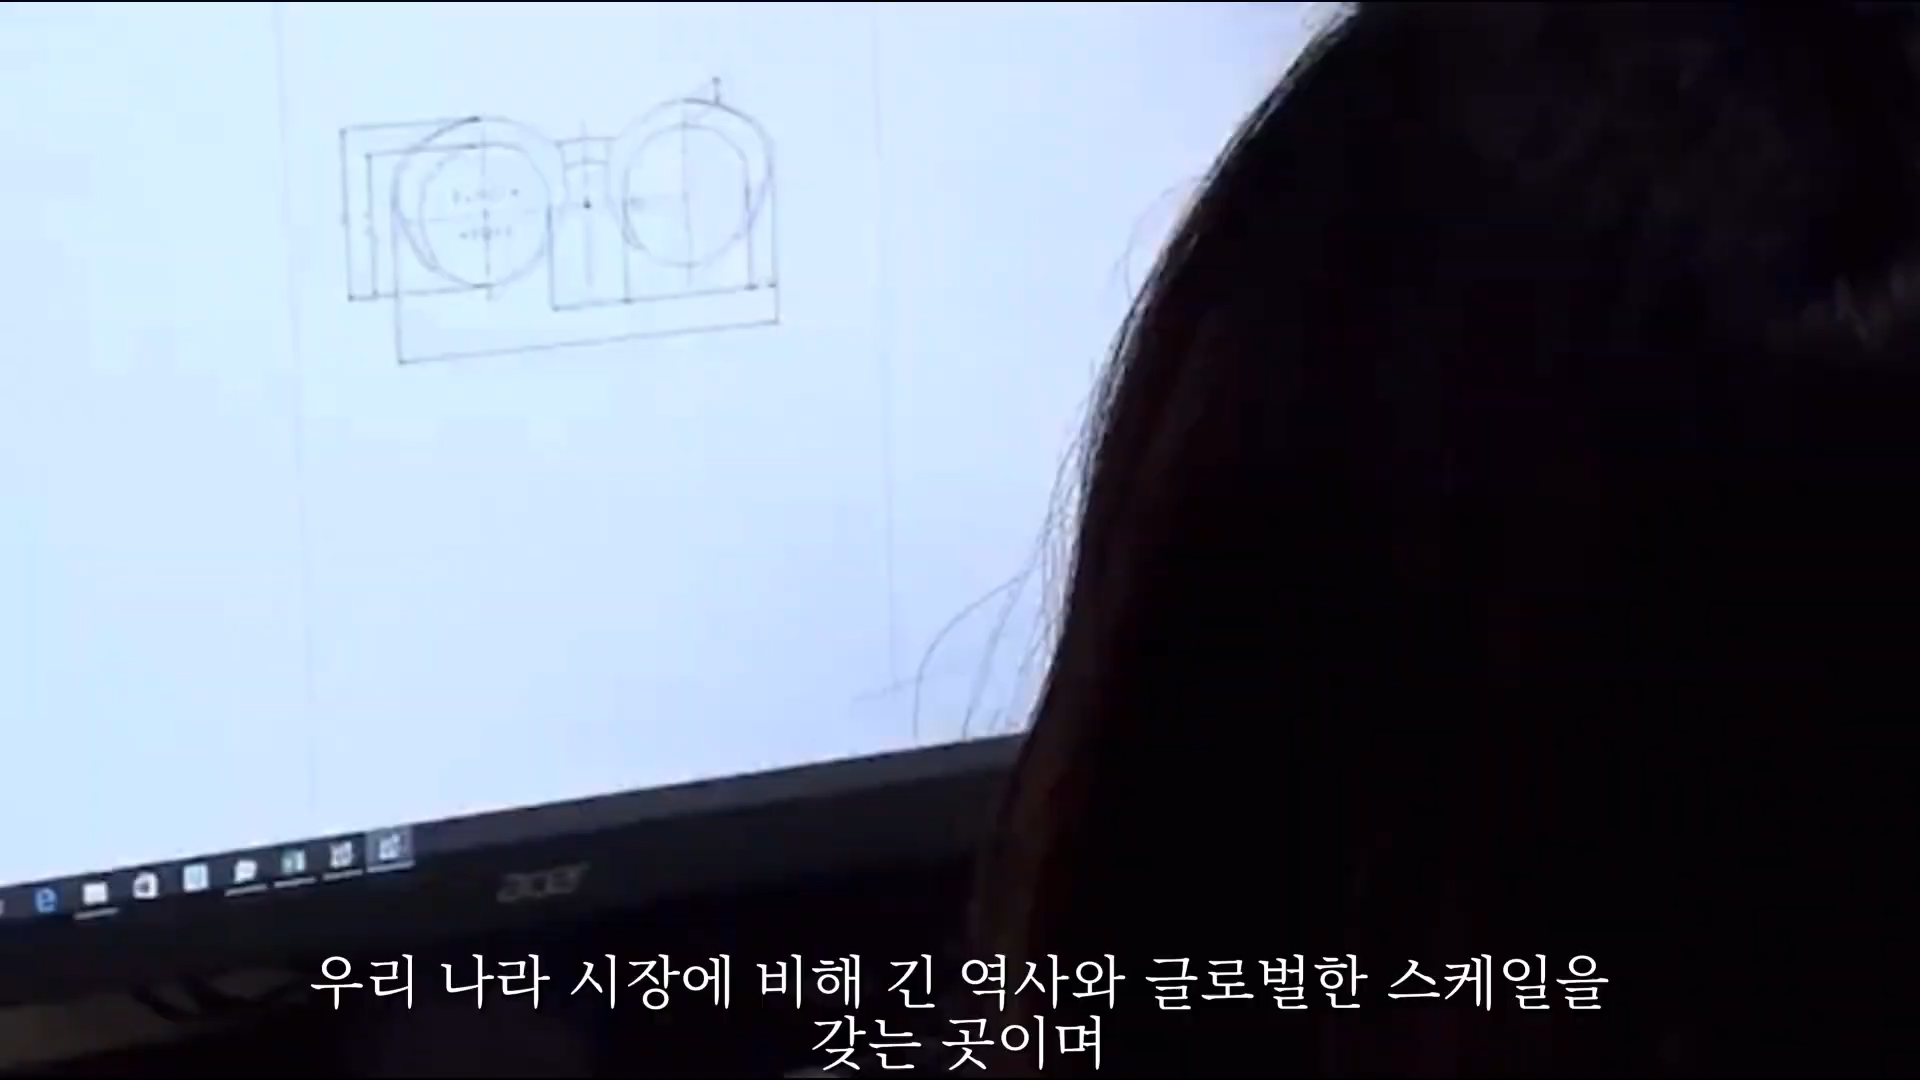 acer
우리 나라 시장에 비해 긴 역사와 글로벌한 스케일을
갖는 곳이며